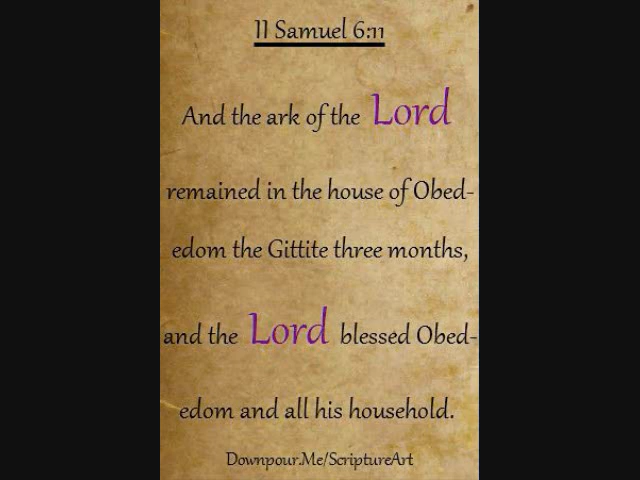 II Samuel 6:11
And the ark of the Lord
remained in the house of Obed-
edom the Gittite three months,
and the Lord blessed Obed-
edom and all his household.
Downpour.Me/ScriptureArt